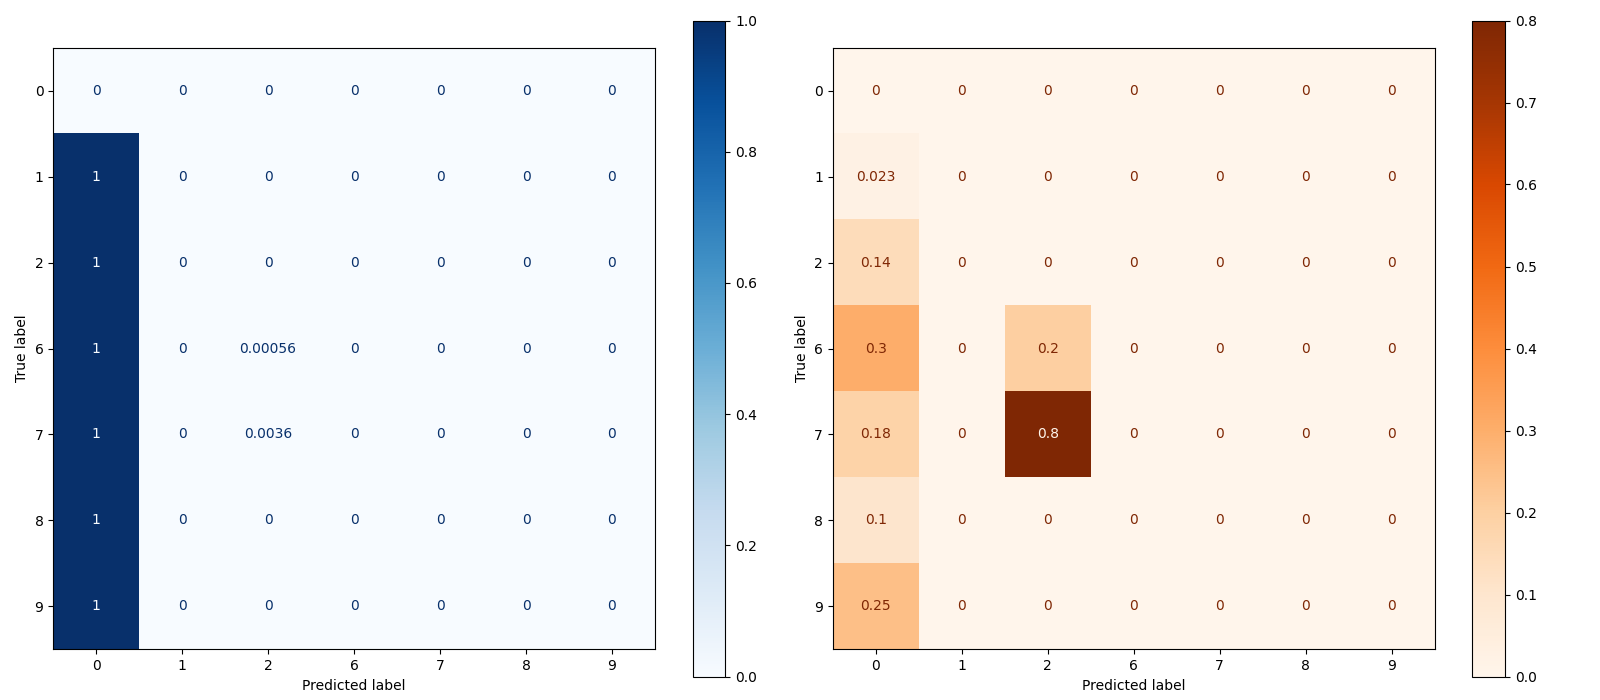 0 0 0 0 0 0 0 0
1 1 0 0 0 0 0 0
2 1 0 0 0 0 0 0
6 1 0 0.00056 0 0 0 0
7 1 0 0.0036 0 0 0 0
8 1 0 0 0 0 0 0
9 1 0 0 0 0 0 0
0 1 2 6 7 8 9
True label
Predicted label
1.0
0.8
0.6
0.4
0.2
0.0
0 0 0 0 0 0 0 0
1 0.023 0 0 0 0 0 0
2 0.14 0 0 0 0 0 0
6 0.3 0 0.2 0 0 0 0
7 0.18 0 0.8 0 0 0 0
8 0.1 0 0 0 0 0 0
9 0.25 0 0 0 0 0 0
0 1 2 6 7 8 9
True label
Predicted label
0.8
0.7
0.6
0.5
0.4
0.3
0.2
0.1
0.0